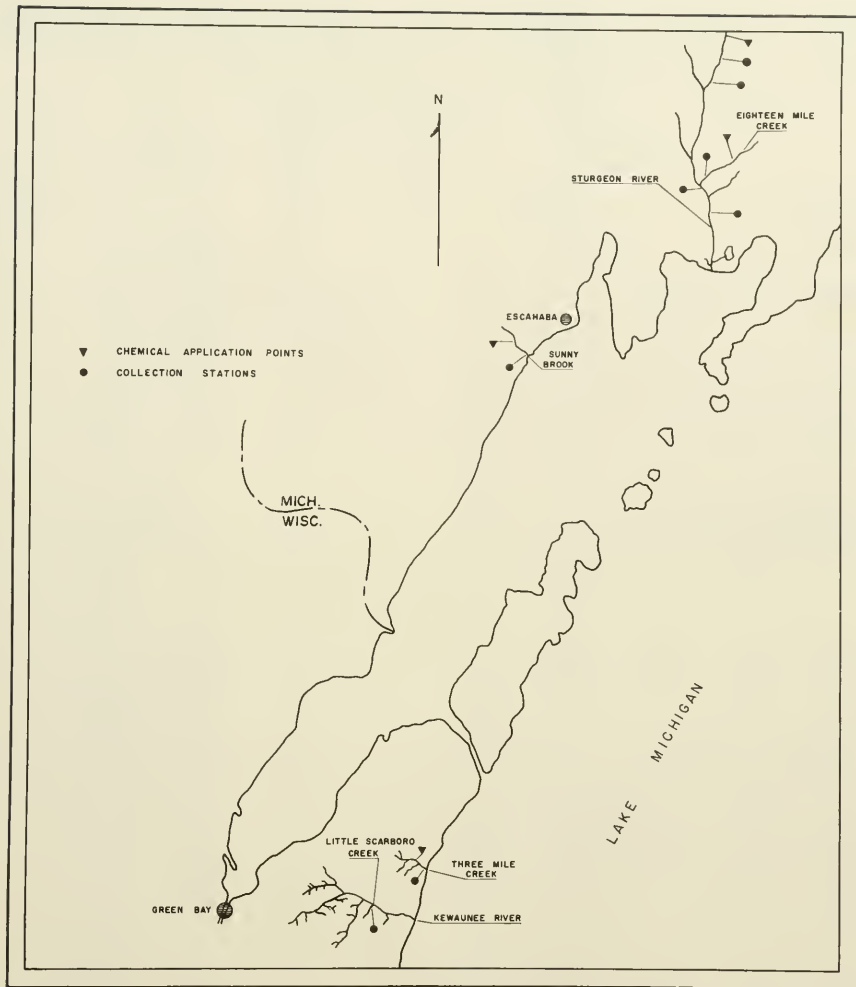 N
EIGHTEEN MILE
CREEK
STURGEON RIVER
ESCAHABA
SUNNY
BROOK
CHEMICAL APPLICATION POINTS
COLLECTION STATIONS
MICH.
WISC.
LAKE MICHIGAN
LITTLE SCARBORO
CREEK
THREE MILE
CREEK
GREEN BAY
KEWAUNEE RIVER